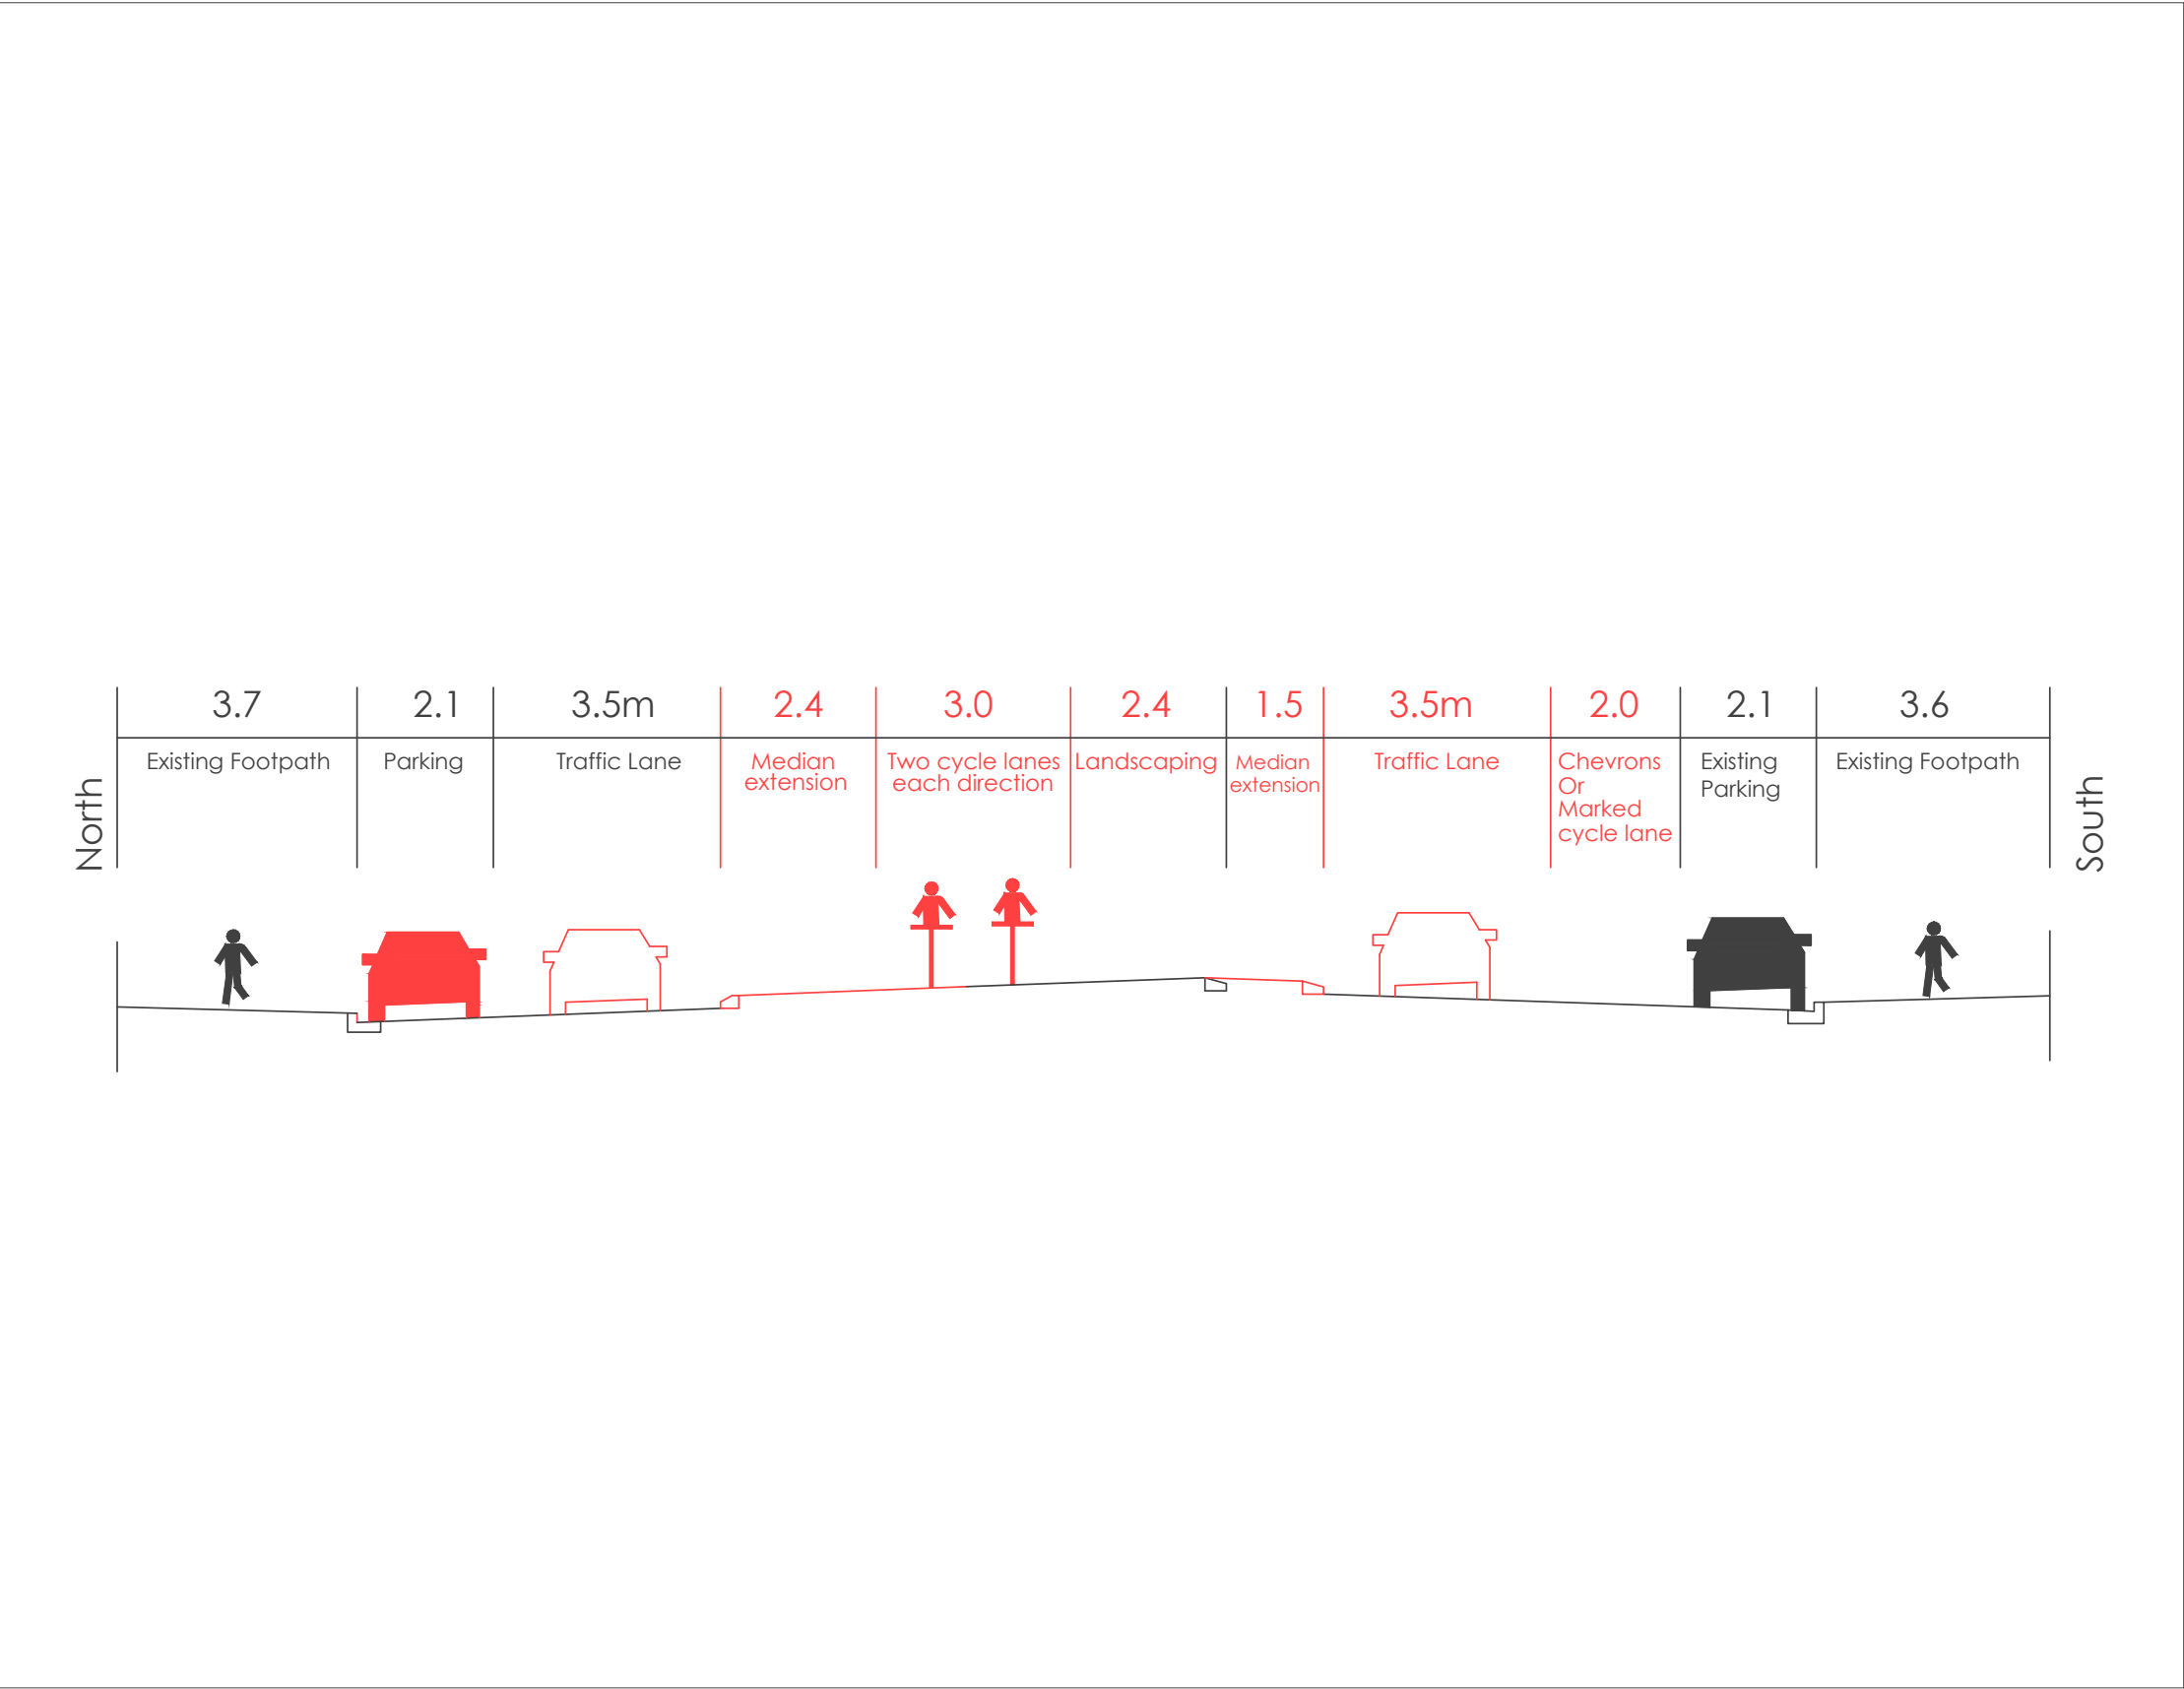 3.7 2.1 3.5m 2.4 3.0 2.4 1.5 3.5m 2.0 2.1 3.6
North
Existing Footpath
Parking
Traffic Lane
Median
extension
Two cycle lanes
each direction
Landscaping
Median
extension
Traffic Lane
Chevrons
Or
Marked
cycle lane
Existing
Parking
Existing Footpath
South